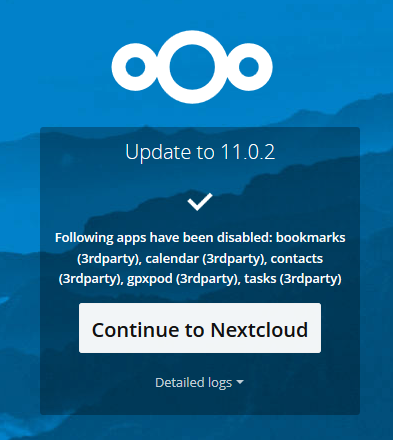 Update to 11.0.2
Following apps have been disabled: bookmarks
(3rdparty), calendar (3rdparty), contacts
(3rdparty), gpxpod (3rdparty), tasks (3rdparty)
Continue to Nextcloud
Detailed logs